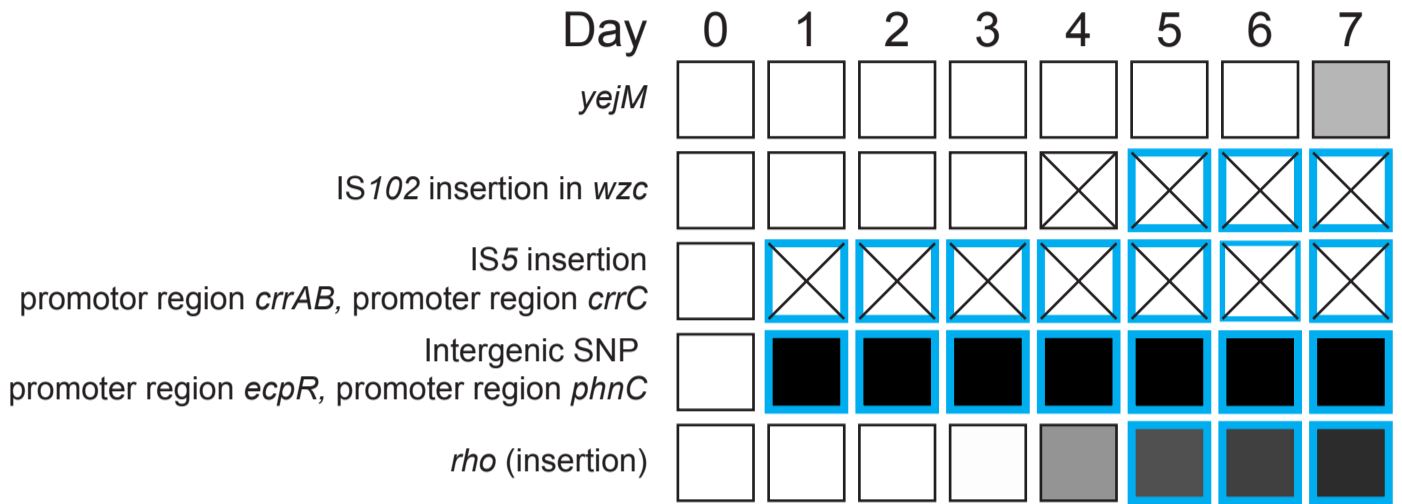 Day 0 1 2 3 4 5 6 7
yejM
IS102 insertion in wzc
IS5 insertion
promotor region crrAB, promoter region crrC
Intergenic SNP
promoter region ecpR, promoter region phnC
rho (insertion)